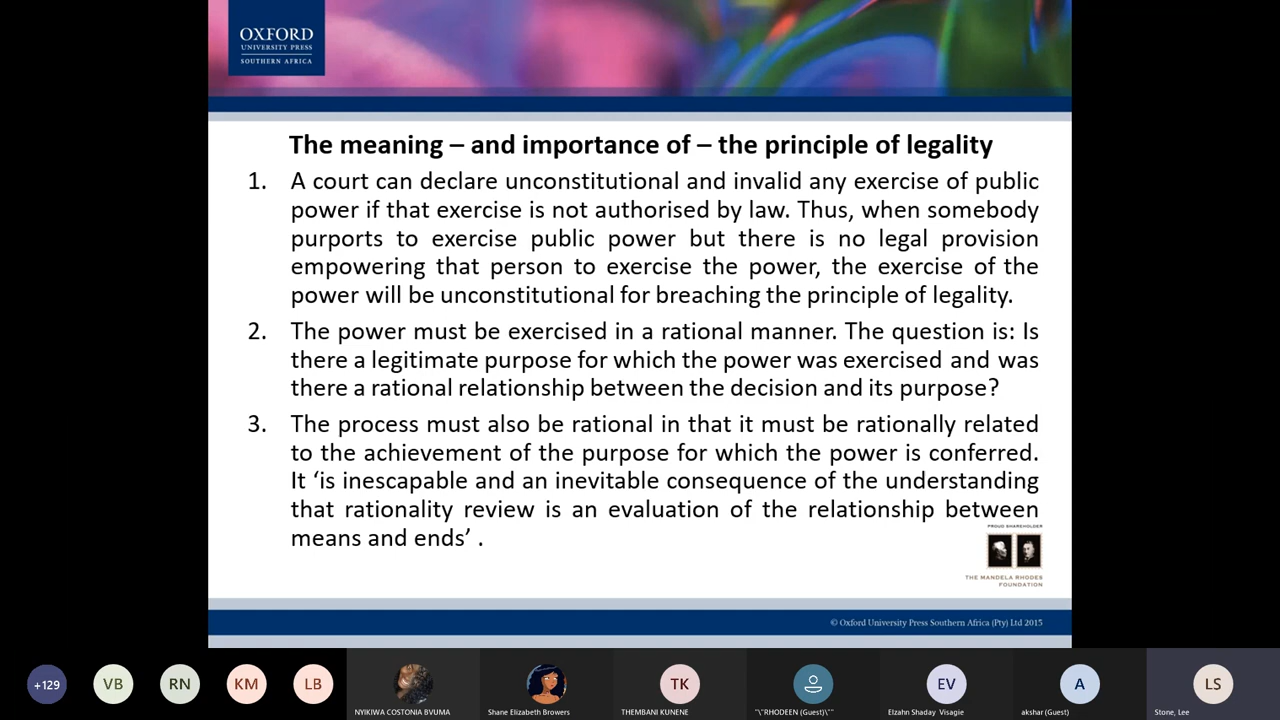 OXFORD
UNIVERSITY PRESS
SOUTHERN AFRICA
The meaning – and importance of – the principle of legality
1. A court can declare unconstitutional and invalid any exercise of public
power if that exercise is not authorised by law. Thus, when somebody
purports to exercise public power but there is no legal provision
empowering that person to exercise the power, the exercise of the
power will be unconstitutional for breaching the principle of legality.
2. The power must be exercised in a rational manner. The question is: Is
there a legitimate purpose for which the power was exercised and was
there a rational relationship between the decision and its purpose?
3. The process must also be rational in that it must be rationally related
to the achievement of the purpose for which the power is conferred.
It ‘is inescapable and an inevitable consequence of the understanding
that rationality review is an evaluation of the relationship between
means and ends’ .
PROUD SHAREHOLDER
THE MANDELA RHODES
FOUNDATION
© Oxford University Press Southern Africa (Pty) Ltd 2015
+129
VB
RN
KM
LB
NYIKIWA COSTONIA BVUMA
Shane Elizabeth Browers
TK
THEMBANI KUNENE
"\"RHODEEN (Guest)\""
EV
Elzahn Shaday Visagie
A
akshar (Guest)
LS
Stone, Lee